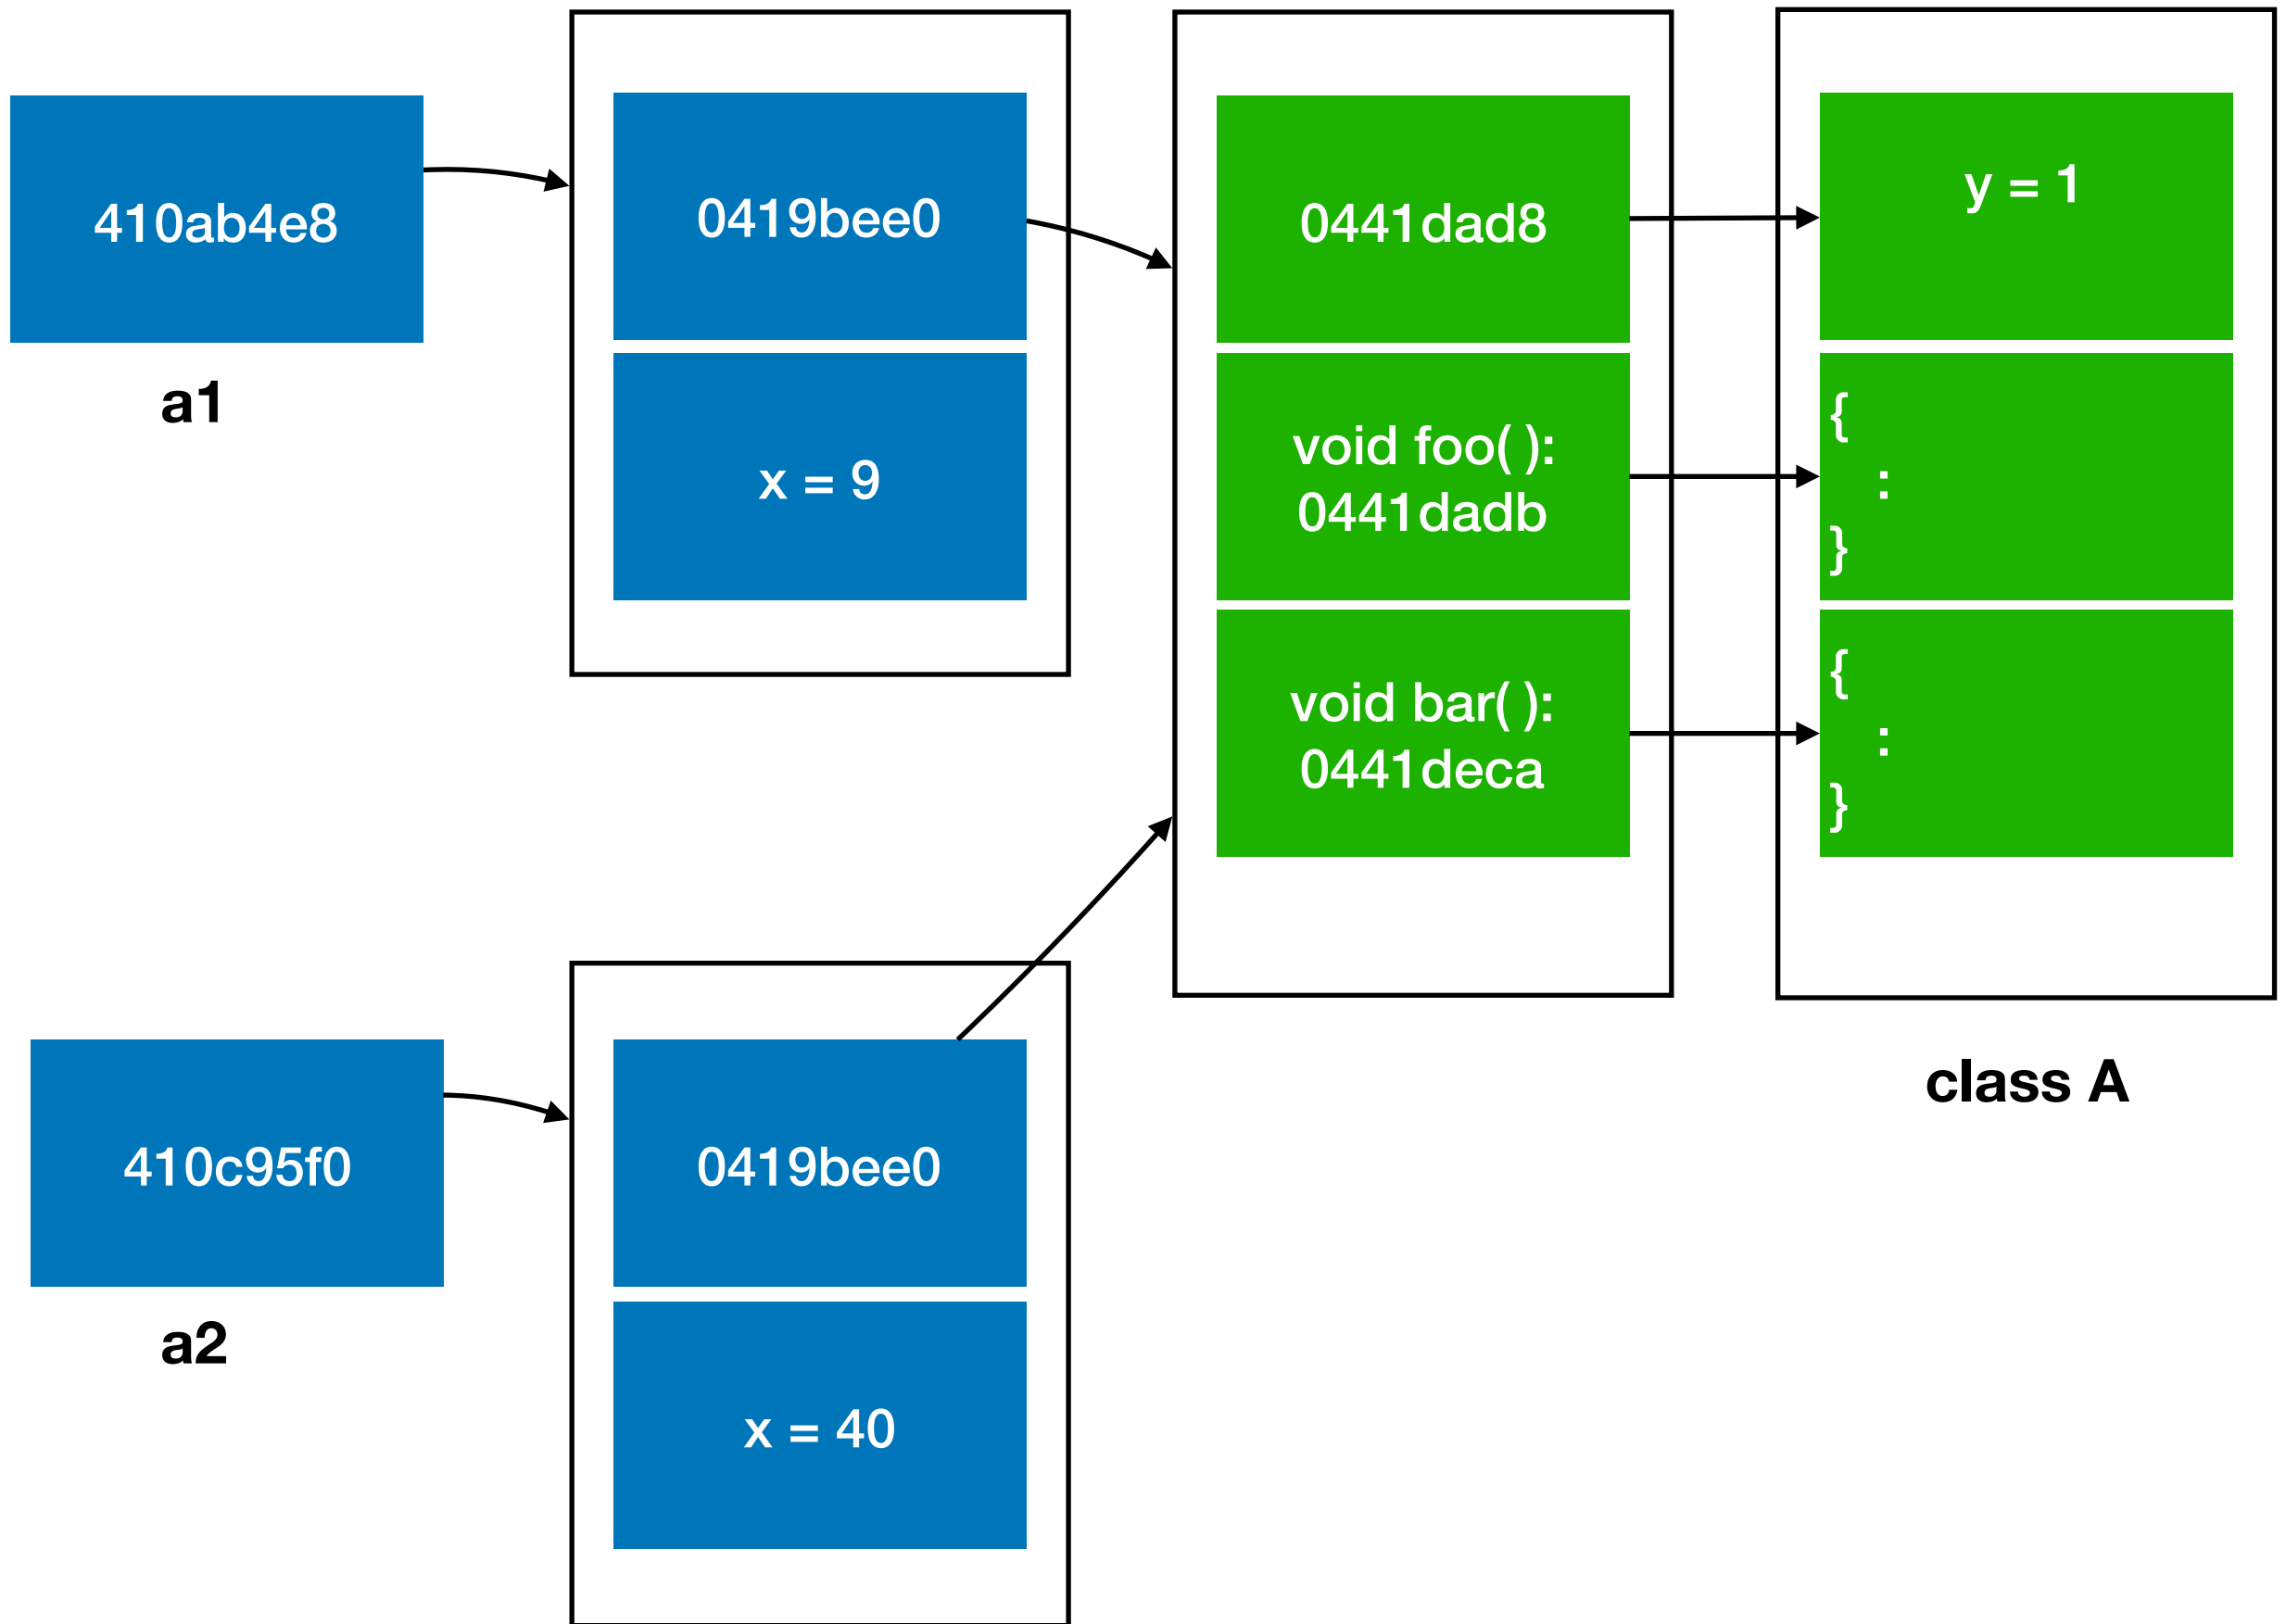 410ab4e8
a1
0419bee0
x = 9
0441dad8
void foo( ):
0441dadb
void bar( ):
0441deca
y = 1
{
:
}
{
:
}
class A
410c95f0
a2
0419bee0
x = 40